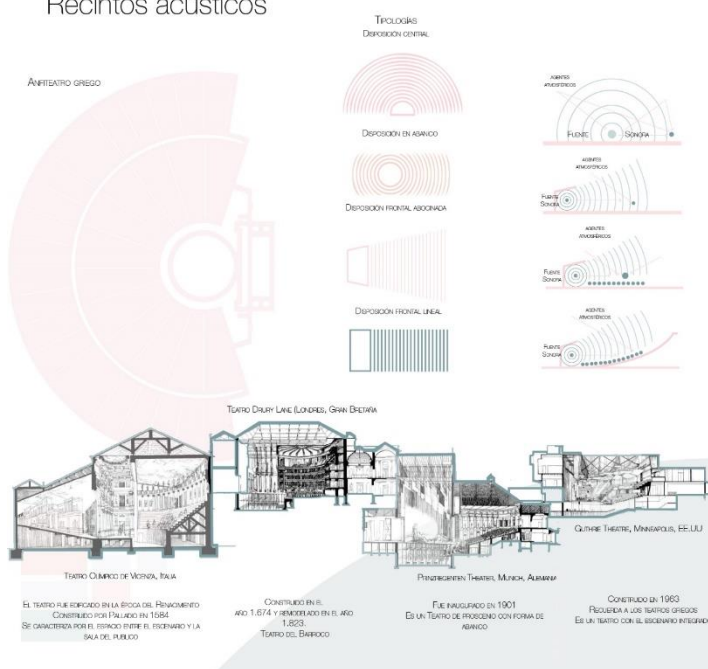 Recintos acústicos
Tipologías
Disposición central
Anfiteatro griego
Disposición en abanico
Disposición frontal abocinada
Disposición frontal lineal
agentes
atmosféricos
Fuente Sonora
agentes
atmosféricos
Fuente
Sonora
agentes
atmosféricos
Fuente
Sonora
agentes
atmosféricos
Fuente
Sonora
Teatro Drury Lane (Londres, Gran Bretaña
Guthrie Theatre, Minneapolis, EE.UU
Teatro Olímpico de Vicenza, Italia
Prinzregenten Theater, Munich, Alemania
El teatro fue edificado en la época del Renacimiento
Construido por Palladio en 1584
Se caracteriza por el espacio entre el escenario y la
sala del publico
Construido en el
año 1.674 y remodelado en el año
1.823.
Teatro del Barroco
Fue inaugurado en 1901
Es un Teatro de proscenio con forma de
abanico
Construido en 1963
Recuerda a los teatros griegos
Es un teatro con el escenario integrad